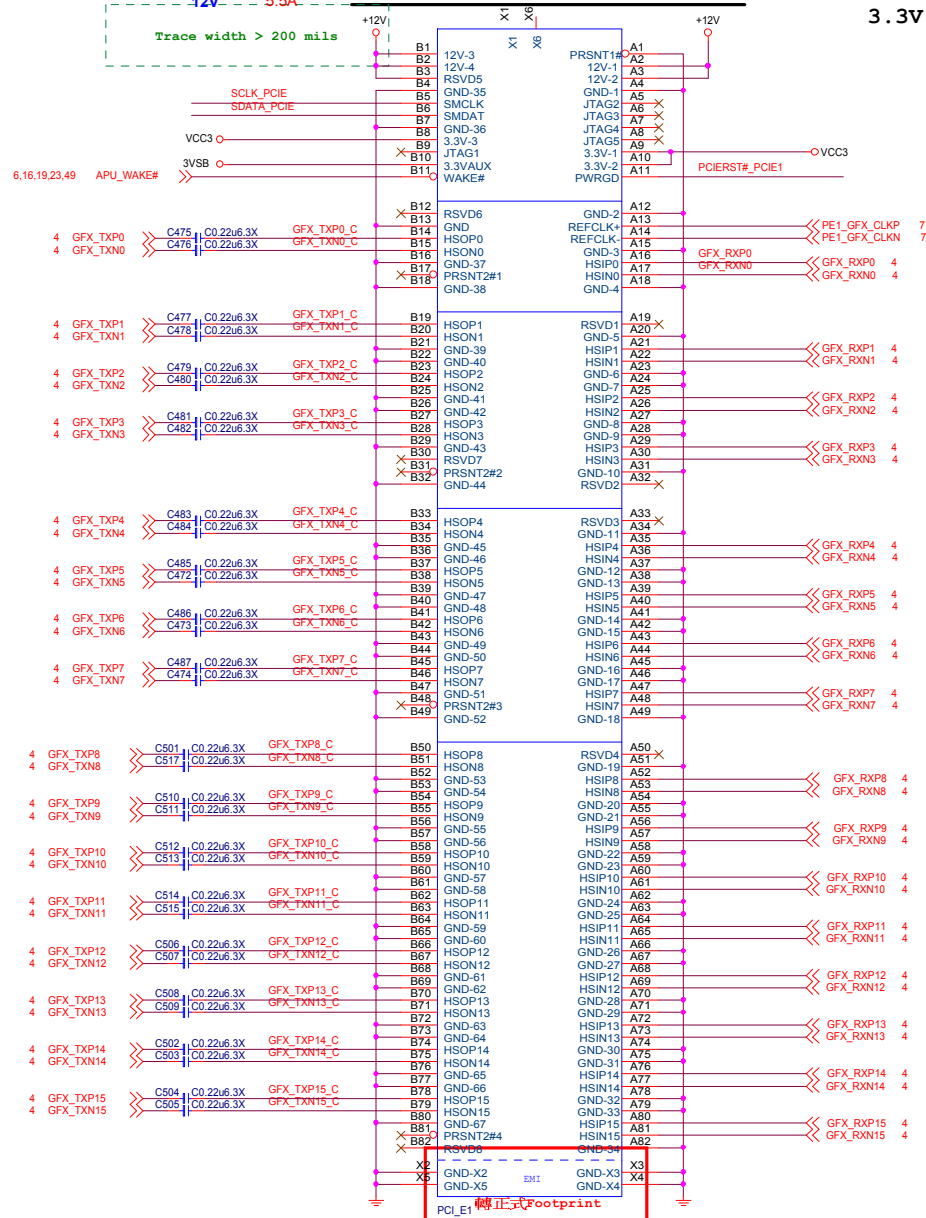 12V 5.5A
3.3V
Trace width > 200 mils
+12V X1 X6 +12V
X1 X6
B1 12V-3 PRSNT1# A1
B2 12V-4 12V-1 A2
B3 RSVD5 12V-2 A3
B4 GND-35 GND-1 A4
SCLK_PCIE B5 SMCLK JTAG2 A5
SDATA_PCIE B6 SMDAT JTAG3 A6
B7 GND-36 JTAG4 A7
VCC3 B8 3.3V-3 JTAG5 A8
B9 JTAG1 3.3V-1 A9 VCC3
3VSB B10 3.3VAUX 3.3V-2 A10
6,16,19,23,49 APU_WAKE# B11 WAKE# PWRGD A11 PCIERST#_PCIE1
B12 RSVD6 GND-2 A12
B13 GND REFCLK+ A13 PE1_GFX_CLKP 7
4 GFX_TXP0 C475 C0.22u6.3X GFX_TXP0_C B14 HSOP0 REFCLK- A14 PE1_GFX_CLKN 7
4 GFX_TXN0 C476 C0.22u6.3X GFX_TXN0_C B15 HSON0 GND-3 A15
B16 GND-37 HSIP0 A16 GFX_RXP0 GFX_RXP0 4
B17 PRSNT2#1 HSIN0 A17 GFX_RXN0 GFX_RXN0 4
B18 GND-38 GND-4 A18
4 GFX_TXP1 C477 C0.22u6.3X GFX_TXP1_C B19 HSOP1 RSVD1 A19
4 GFX_TXN1 C478 C0.22u6.3X GFX_TXN1_C B20 HSON1 GND-5 A20
B21 GND-39 HSIP1 A21 GFX_RXP1 4
B22 GND-40 HSIN1 A22 GFX_RXN1 4
4 GFX_TXP2 C479 C0.22u6.3X GFX_TXP2_C B23 HSOP2 GND-6 A23
4 GFX_TXN2 C480 C0.22u6.3X GFX_TXN2_C B24 HSON2 GND-7 A24
B25 GND-41 HSIP2 A25 GFX_RXP2 4
B26 GND-42 HSIN2 A26 GFX_RXN2 4
4 GFX_TXP3 C481 C0.22u6.3X GFX_TXP3_C B27 HSOP3 GND-8 A27
4 GFX_TXN3 C482 C0.22u6.3X GFX_TXN3_C B28 HSON3 GND-9 A28
B29 GND-43 HSIP3 A29 GFX_RXP3 4
B30 RSVD7 HSIN3 A30 GFX_RXN3 4
B31 PRSNT2#2 GND-10 A31
B32 GND-44 RSVD2 A32
4 GFX_TXP4 C483 C0.22u6.3X GFX_TXP4_C B33 HSOP4 RSVD3 A33
4 GFX_TXN4 C484 C0.22u6.3X GFX_TXN4_C B34 HSON4 GND-11 A34
B35 GND-45 HSIP4 A35 GFX_RXP4 4
B36 GND-46 HSIN4 A36 GFX_RXN4 4
4 GFX_TXP5 C485 C0.22u6.3X GFX_TXP5_C B37 HSOP5 GND-12 A37
4 GFX_TXN5 C472 C0.22u6.3X GFX_TXN5_C B38 HSON5 GND-13 A38
B39 GND-47 HSIP5 A39 GFX_RXP5 4
B40 GND-48 HSIN5 A40 GFX_RXN5 4
4 GFX_TXP6 C486 C0.22u6.3X GFX_TXP6_C B41 HSOP6 GND-14 A41
4 GFX_TXN6 C473 C0.22u6.3X GFX_TXN6_C B42 HSON6 GND-15 A42
B43 GND-49 HSIP6 A43 GFX_RXP6 4
B44 GND-50 HSIN6 A44 GFX_RXN6 4
4 GFX_TXP7 C487 C0.22u6.3X GFX_TXP7_C B45 HSOP7 GND-16 A45
4 GFX_TXN7 C474 C0.22u6.3X GFX_TXN7_C B46 HSON7 GND-17 A46
B47 GND-51 HSIP7 A47 GFX_RXP7 4
B48 PRSNT2#3 HSIN7 A48 GFX_RXN7 4
B49 GND-52 GND-18 A49
4 GFX_TXP8 C501 C0.22u6.3X GFX_TXP8_C B50 HSOP8 RSVD4 A50
4 GFX_TXN8 C517 C0.22u6.3X GFX_TXN8_C B51 HSON8 GND-19 A51
B52 GND-53 HSIP8 A52 GFX_RXP8 4
B53 GND-54 HSIN8 A53 GFX_RXN8 4
4 GFX_TXP9 C510 C0.22u6.3X GFX_TXP9_C B54 HSOP9 GND-20 A54
4 GFX_TXN9 C511 C0.22u6.3X GFX_TXN9_C B55 HSON9 GND-21 A55
B56 GND-55 HSIP9 A56 GFX_RXP9 4
B57 GND-56 HSIN9 A57 GFX_RXN9 4
4 GFX_TXP10 C512 C0.22u6.3X GFX_TXP10_C B58 HSOP10 GND-22 A58
4 GFX_TXN10 C513 C0.22u6.3X GFX_TXN10_C B59 HSON10 GND-23 A59
B60 GND-57 HSIP10 A60 GFX_RXP10 4
B61 GND-58 HSIN10 A61 GFX_RXN10 4
4 GFX_TXP11 C514 C0.22u6.3X GFX_TXP11_C B62 HSOP11 GND-24 A62
4 GFX_TXN11 C515 C0.22u6.3X GFX_TXN11_C B63 HSON11 GND-25 A63
B64 GND-59 HSIP11 A64 GFX_RXP11 4
B65 GND-60 HSIN11 A65 GFX_RXN11 4
4 GFX_TXP12 C506 C0.22u6.3X GFX_TXP12_C B66 HSOP12 GND-26 A66
4 GFX_TXN12 C507 C0.22u6.3X GFX_TXN12_C B67 HSON12 GND-27 A67
B68 GND-61 HSIP12 A68 GFX_RXP12 4
B69 GND-62 HSIN12 A69 GFX_RXN12 4
4 GFX_TXP13 C508 C0.22u6.3X GFX_TXP13_C B70 HSOP13 GND-28 A70
4 GFX_TXN13 C509 C0.22u6.3X GFX_TXN13_C B71 HSON13 GND-29 A71
B72 GND-63 HSIP13 A72 GFX_RXP13 4
B73 GND-64 HSIN13 A73 GFX_RXN13 4
4 GFX_TXP14 C502 C0.22u6.3X GFX_TXP14_C B74 HSOP14 GND-30 A74
4 GFX_TXN14 C503 C0.22u6.3X GFX_TXN14_C B75 HSON14 GND-31 A75
B76 GND-65 HSIP14 A76 GFX_RXP14 4
B77 GND-66 HSIN14 A77 GFX_RXN14 4
4 GFX_TXP15 C504 C0.22u6.3X GFX_TXP15_C B78 HSOP15 GND-32 A78
4 GFX_TXN15 C505 C0.22u6.3X GFX_TXN15_C B79 HSON15 GND-33 A79
B80 GND-67 HSIP15 A80 GFX_RXP15 4
B81 PRSNT2#4 HSIN15 A81 GFX_RXN15 4
B82 RSVD8 GND-34 A82
X2 GND-X2 EMI GND-X3 X3
X5 GND-X5 GND-X4 X4
轉正式Footprint
PCI_E1